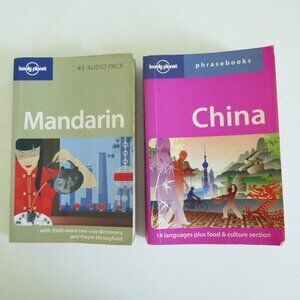 lonely planet
AUDIO PACK
Mandarin
with 3500-word two-way dictionary
and Pinyin throughout
lonely planet
phrasebooks
China
14 languages plus food & culture section